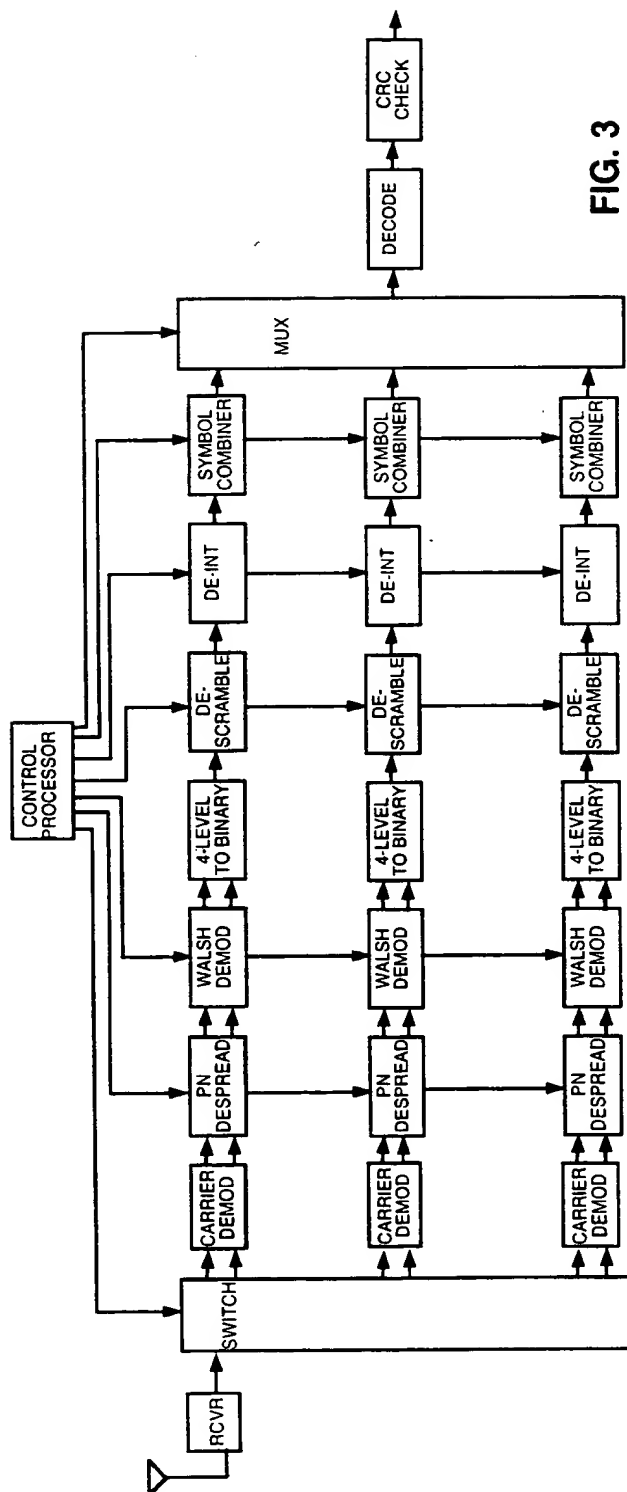 CONTROL
PROCESSOR
RCVR
SWITCH
CARRIER
DEMOD
PN
DESPREAD
WALSH
DEMOD
4-LEVEL
TO BINARY
DE-
SCRAMBLE
DE-INT
SYMBOL
COMBINER
CARRIER
DEMOD
PN
DESPREAD
WALSH
DEMOD
4-LEVEL
TO BINARY
DE-
SCRAMBLE
DE-INT
SYMBOL
COMBINER
CARRIER
DEMOD
PN
DESPREAD
WALSH
DEMOD
4-LEVEL
TO BINARY
DE-
SCRAMBLE
DE-INT
SYMBOL
COMBINER
MUX
DECODE
CRC
CHECK
FIG. 3